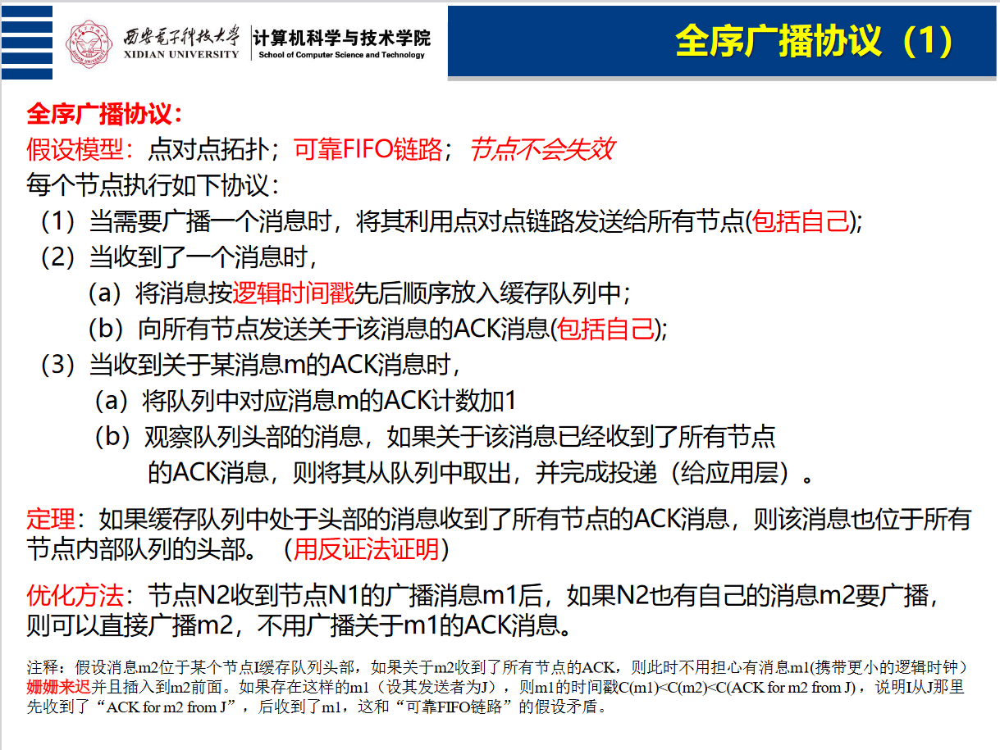 西安电子科技大学
XIDIAN UNIVERSITY
计算机科学与技术学院
School of Computer Science and Technology
全序广播协议（1）
全序广播协议：
假设模型：点对点拓扑；可靠FIFO链路；节点不会失效
每个节点执行如下协议：
（1）当需要广播一个消息时，将其利用点对点链路发送给所有节点(包括自己);
（2）当收到了一个消息时，
（a）将消息按逻辑时间戳先后顺序放入缓存队列中；
（b）向所有节点发送关于该消息的ACK消息(包括自己);
（3）当收到关于某消息m的ACK消息时，
（a）将队列中对应消息m的ACK计数加1
（b）观察队列头部的消息，如果关于该消息已经收到了所有节点
的ACK消息，则将其从队列中取出，并完成投递（给应用层）。
定理：如果缓存队列中处于头部的消息收到了所有节点的ACK消息，则该消息也位于所有
节点内部队列的头部。（用反证法证明）
优化方法：节点N2收到节点N1的广播消息m1后，如果N2也有自己的消息m2要广播，
则可以直接广播m2，不用广播关于m1的ACK消息。
注释：假设消息m2位于某个节点I缓存队列头部，如果关于m2收到了所有节点的ACK，则此时不用担心有消息m1(携带更小的逻辑时钟）
姗姗来迟并且插入到m2前面。如果存在这样的m1（设其发送者为J），则m1的时间戳C(m1)<C(m2)<C(ACK for m2 from J)，说明I从J那里
先收到了“ACK for m2 from J”，后收到了m1，这和“可靠FIFO链路”的假设矛盾。